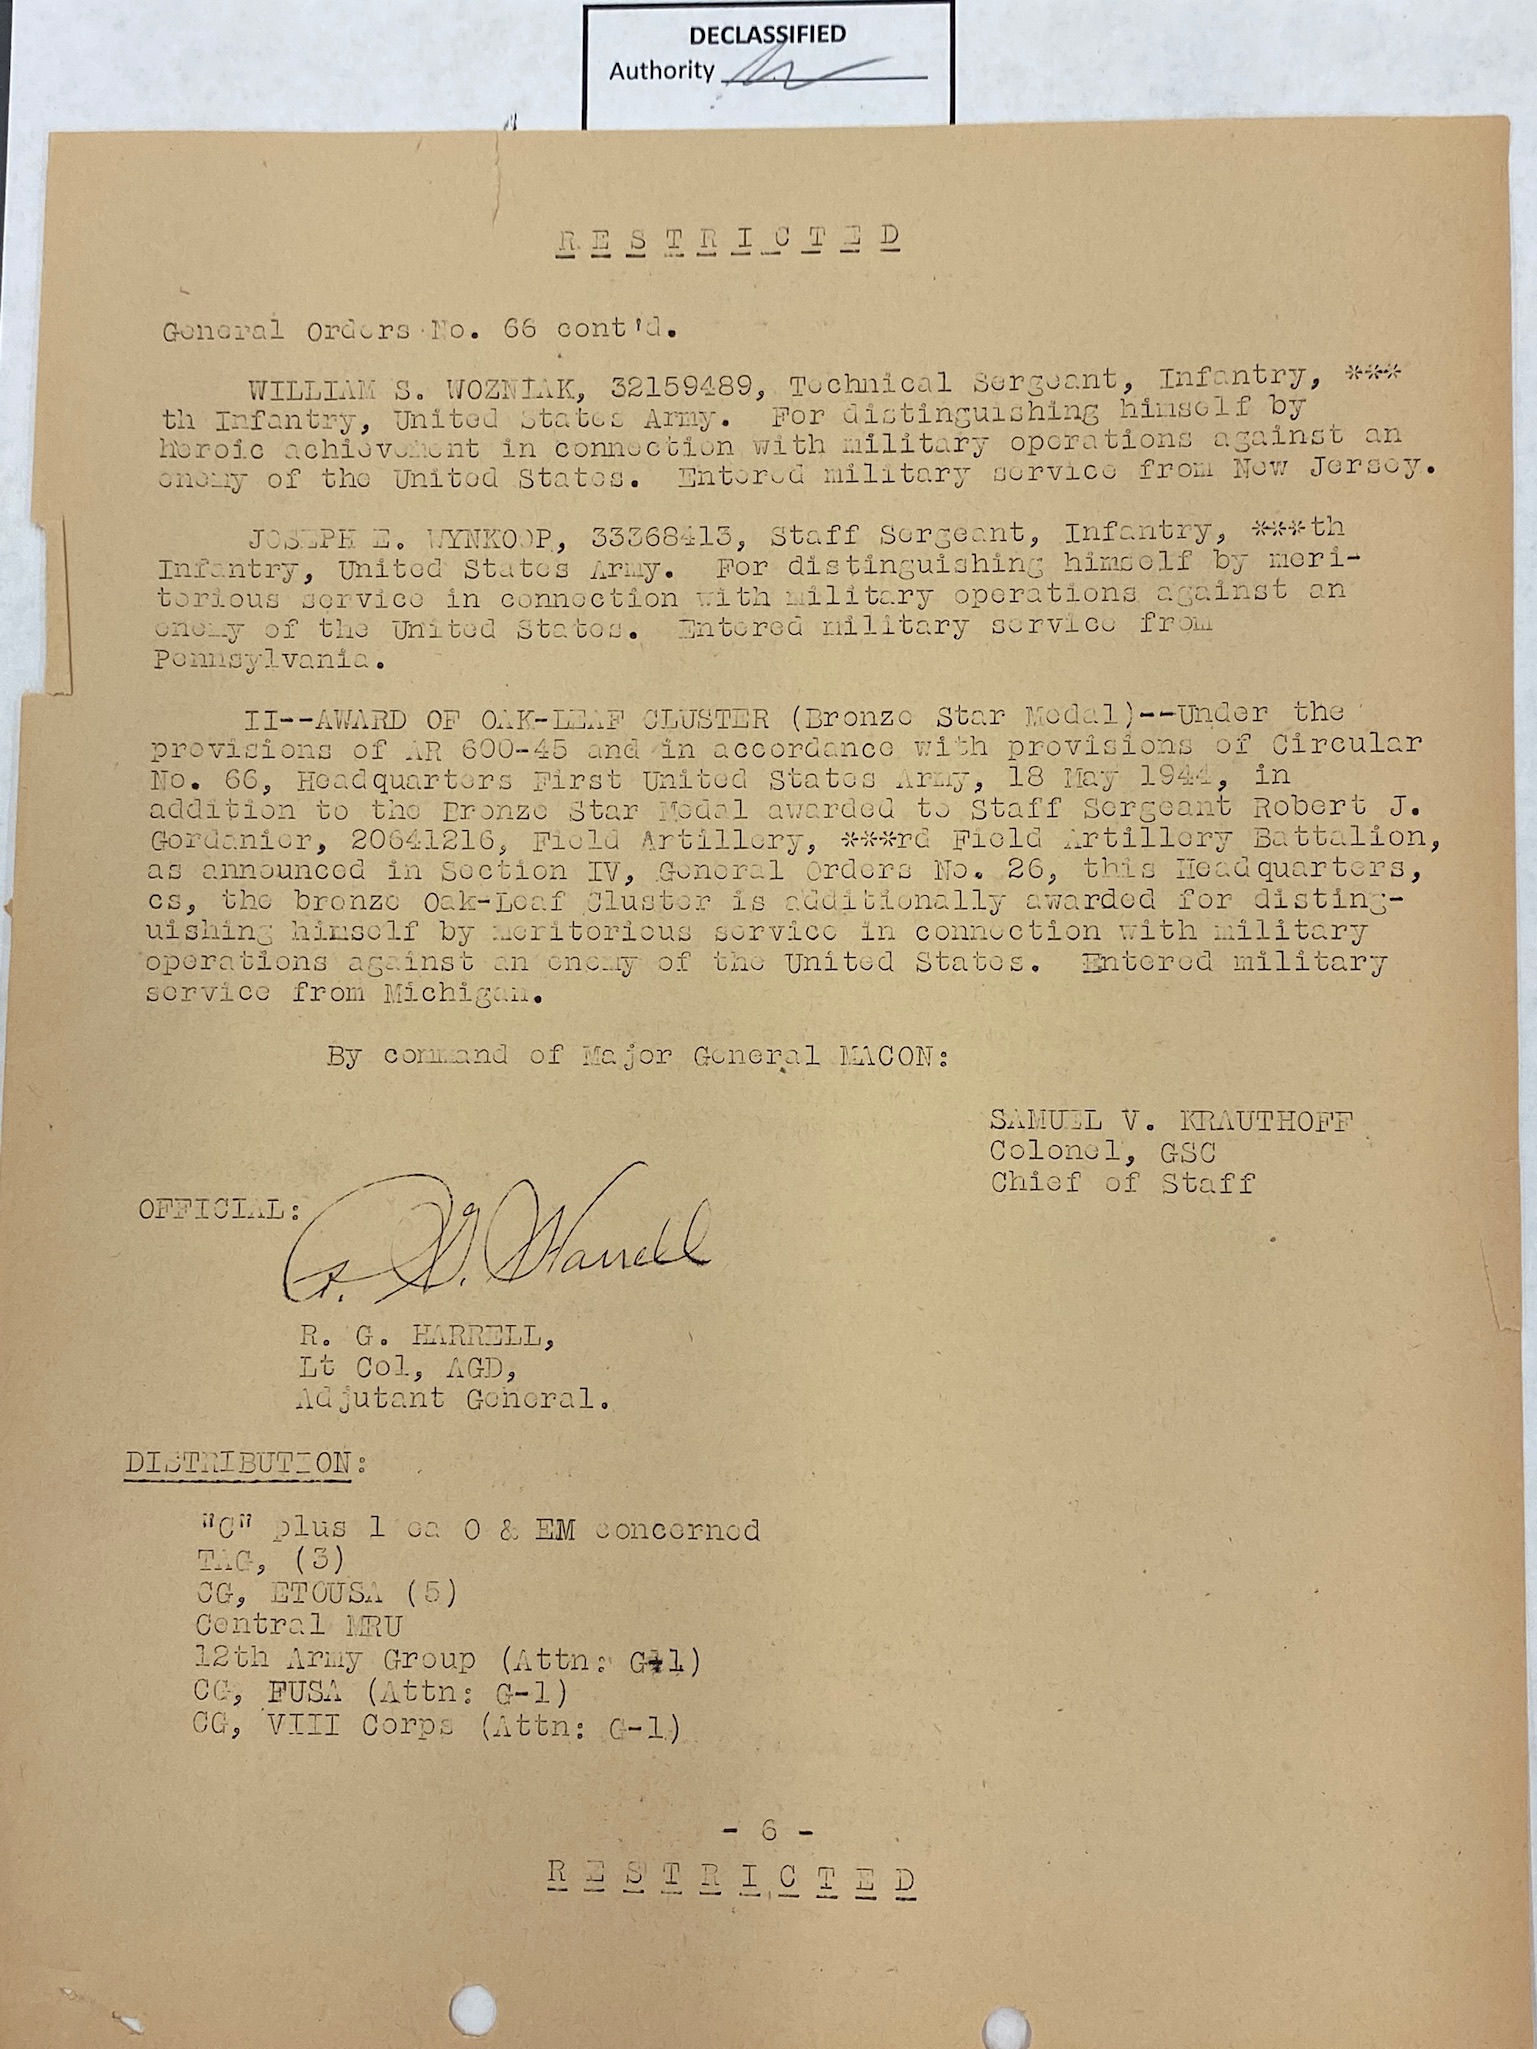 DECLASSIFIED
Authority
R E S T R I C T E D
General Orders No. 66 cont'd.
WILLIAM S. WOZNIAK, 32159489, Technical Sergeant, Infantry, ***
th Infantry, United States Army. For distinguishing himself by
heroic achievement in connection with military operations against an
enemy of the United States. Entered military service from New Jersey.
JOSEPH E. WYNKOOP, 33368413, Staff Sergeant, Infantry, ***th
Infantry, United States Army. For distinguishing himself by meri-
torious service in connection with military operations against an
enemy of the United States. Entered military service from
Pennsylvania.
II--AWARD OF OAK-LEAF CLUSTER (Bronze Star Medal)--Under the
provisions of AR 600-45 and in accordance with provisions of Circular
No. 66, Headquarters First United States Army, 18 May 1944, in
addition to the Bronze Star Medal awarded to Staff Sergeant Robert J.
Gordanier, 20641216, Field Artillery, ***rd Field Artillery Battalion,
as announced in Section IV, General Orders No. 26, this Headquarters,
cs, the bronze Oak-Leaf Cluster is additionally awarded for disting-
uishing himself by meritorious service in connection with military
operations against an enemy of the United States. Entered military
service from Michigan.
By command of Major General MACON:
SAMUEL V. KRAUTHOFF
Colonel, GSC
Chief of Staff
OFFICIAL:
R. G. Harrell
R. G. HARRELL,
Lt Col, AGD,
Adjutant General.
DISTRIBUTION:
"C" plus 1 ea O & EM concerned
TAG, (3)
CG, ETOUSA (5)
Central MRU
12th Army Group (Attn: G-1)
CG, FUSA (Attn: G-1)
CG, VIII Corps (Attn: G-1)
- 6 -
R E S T R I C T E D